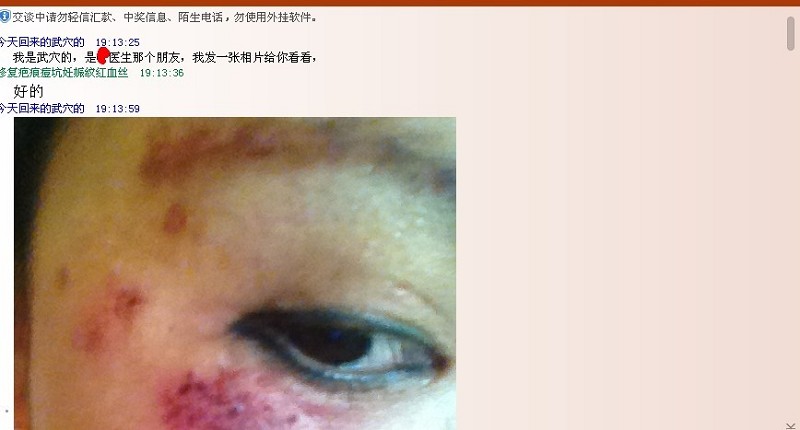 交谈中请勿轻信汇款、中奖信息、陌生电话，勿使用外挂软件。
今天回来的武穴的 19:13:25
我是武穴的，是医生那个朋友，我发一张相片给你看看，
修复疤痕痘坑妊娠纹红血丝 19:13:36
好的
今天回来的武穴的 19:13:59